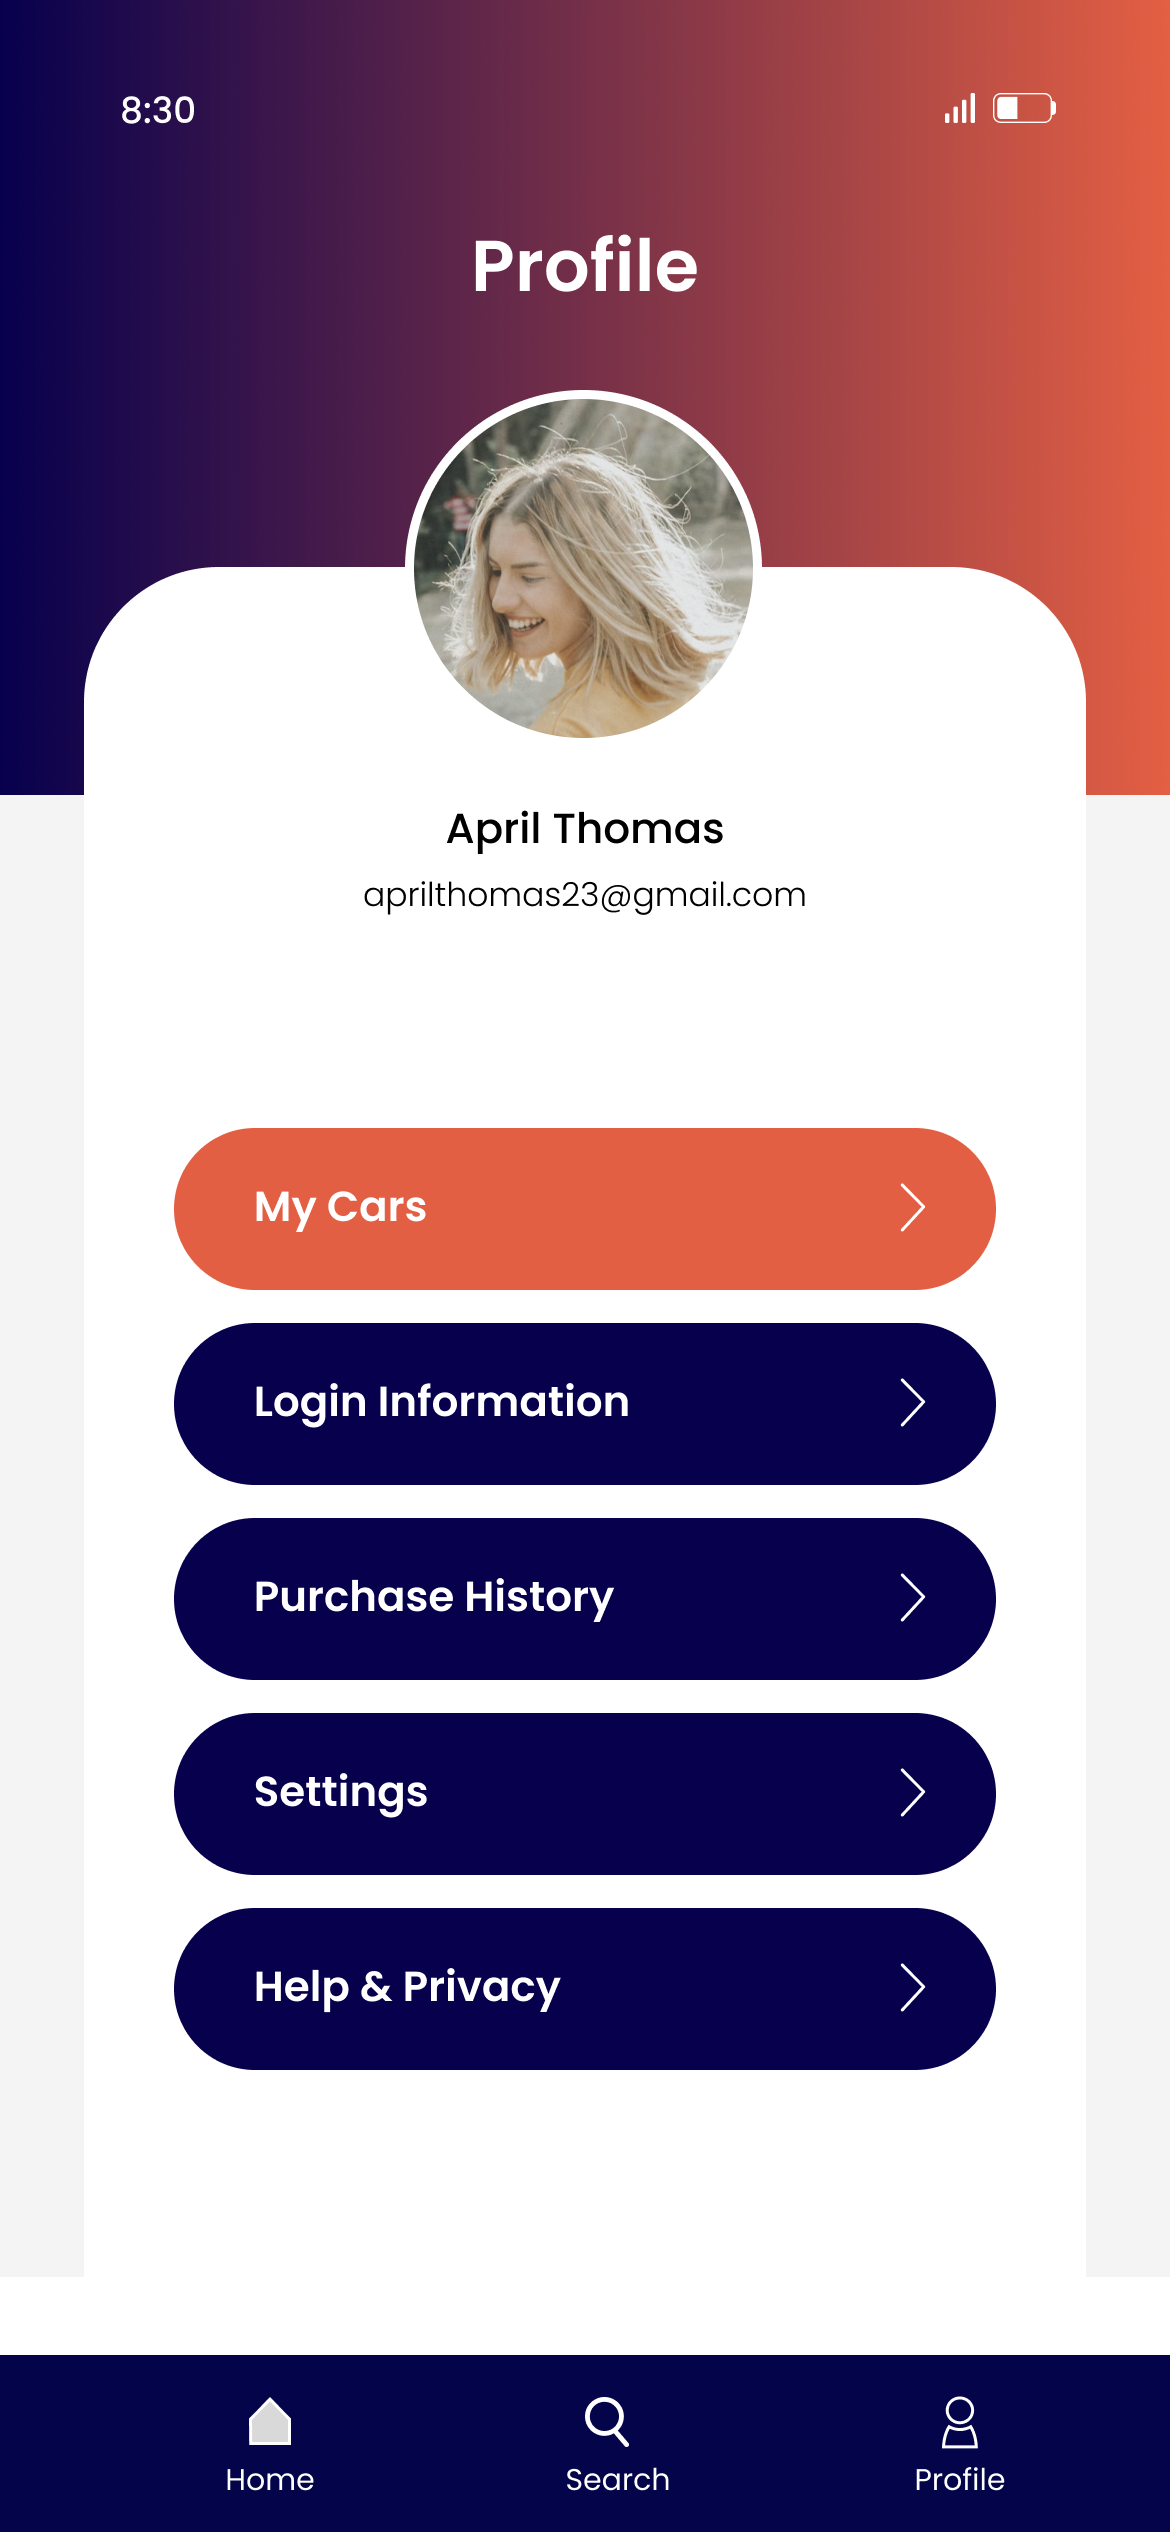 8:30
Profile
April Thomas
aprilthomas23@gmail.com
My Cars
Login Information
Purchase History
Settings
Help & Privacy
Home
Search
Profile